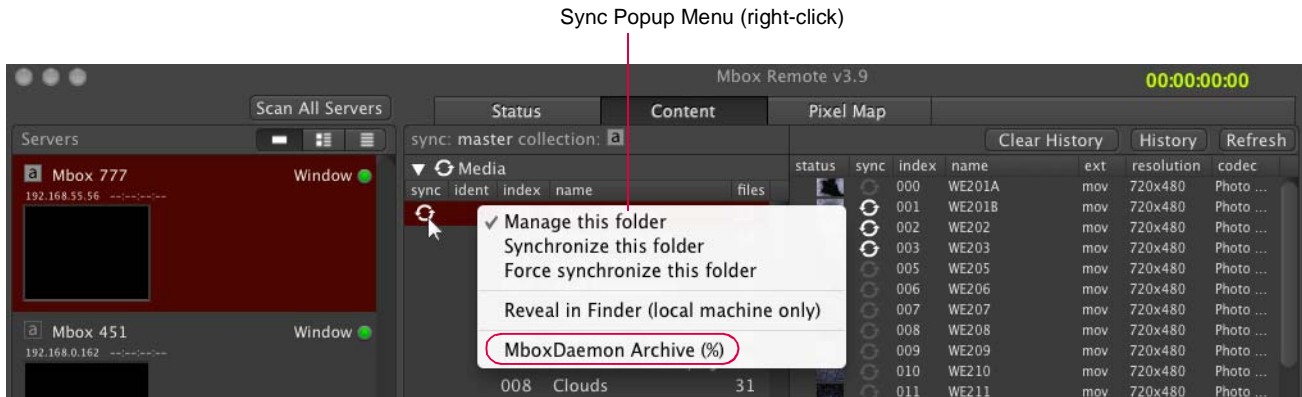 Sync Popup Menu (right-click)
Mbox Remote v3.9
00:00:00:00
Scan All Servers
Status Content Pixel Map
Servers
sync: master collection: a
Clear History History Refresh
a Mbox 777 Window
192.168.55.56 --:--:--:--
Media
sync ident index name files
status sync index name ext resolution codec
000 WE201A mov 720x480 Photo ...
001 WE201B mov 720x480 Photo ...
002 WE202 mov 720x480 Photo ...
003 WE203 mov 720x480 Photo ...
005 WE205 mov 720x480 Photo ...
006 WE206 mov 720x480 Photo ...
007 WE207 mov 720x480 Photo ...
008 WE208 mov 720x480 Photo ...
009 WE209 mov 720x480 Photo ...
010 WE210 mov 720x480 Photo ...
011 WE211 mov 720x480 Photo ...
✓ Manage this folder
Synchronize this folder
Force synchronize this folder
Reveal in Finder (local machine only)
MboxDaemon Archive (%)
008 Clouds 31
a Mbox 451 Window
192.168.0.162 --:--:--:--